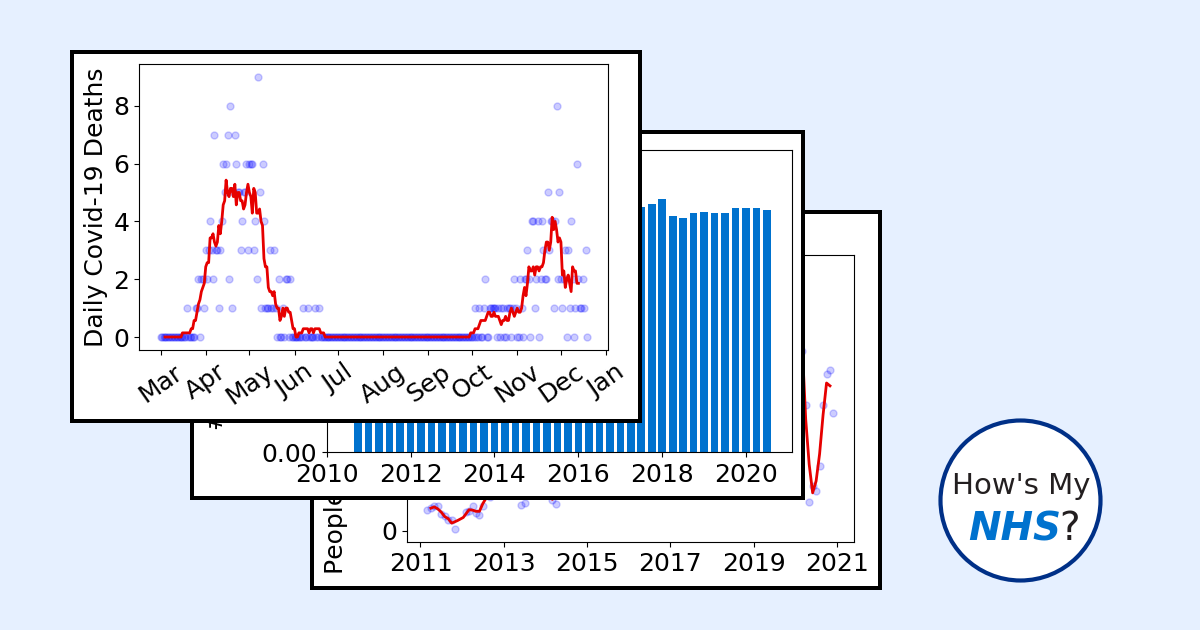 Daily Covid-19 Deaths
8
6
4
2
0
Mar Apr May Jun Jul Aug Sep Oct Nov Dec Jan
#
0.00
2010 2012 2014 2016 2018 2020
People
0
2011 2013 2015 2017 2019 2021
How's My
NHS?